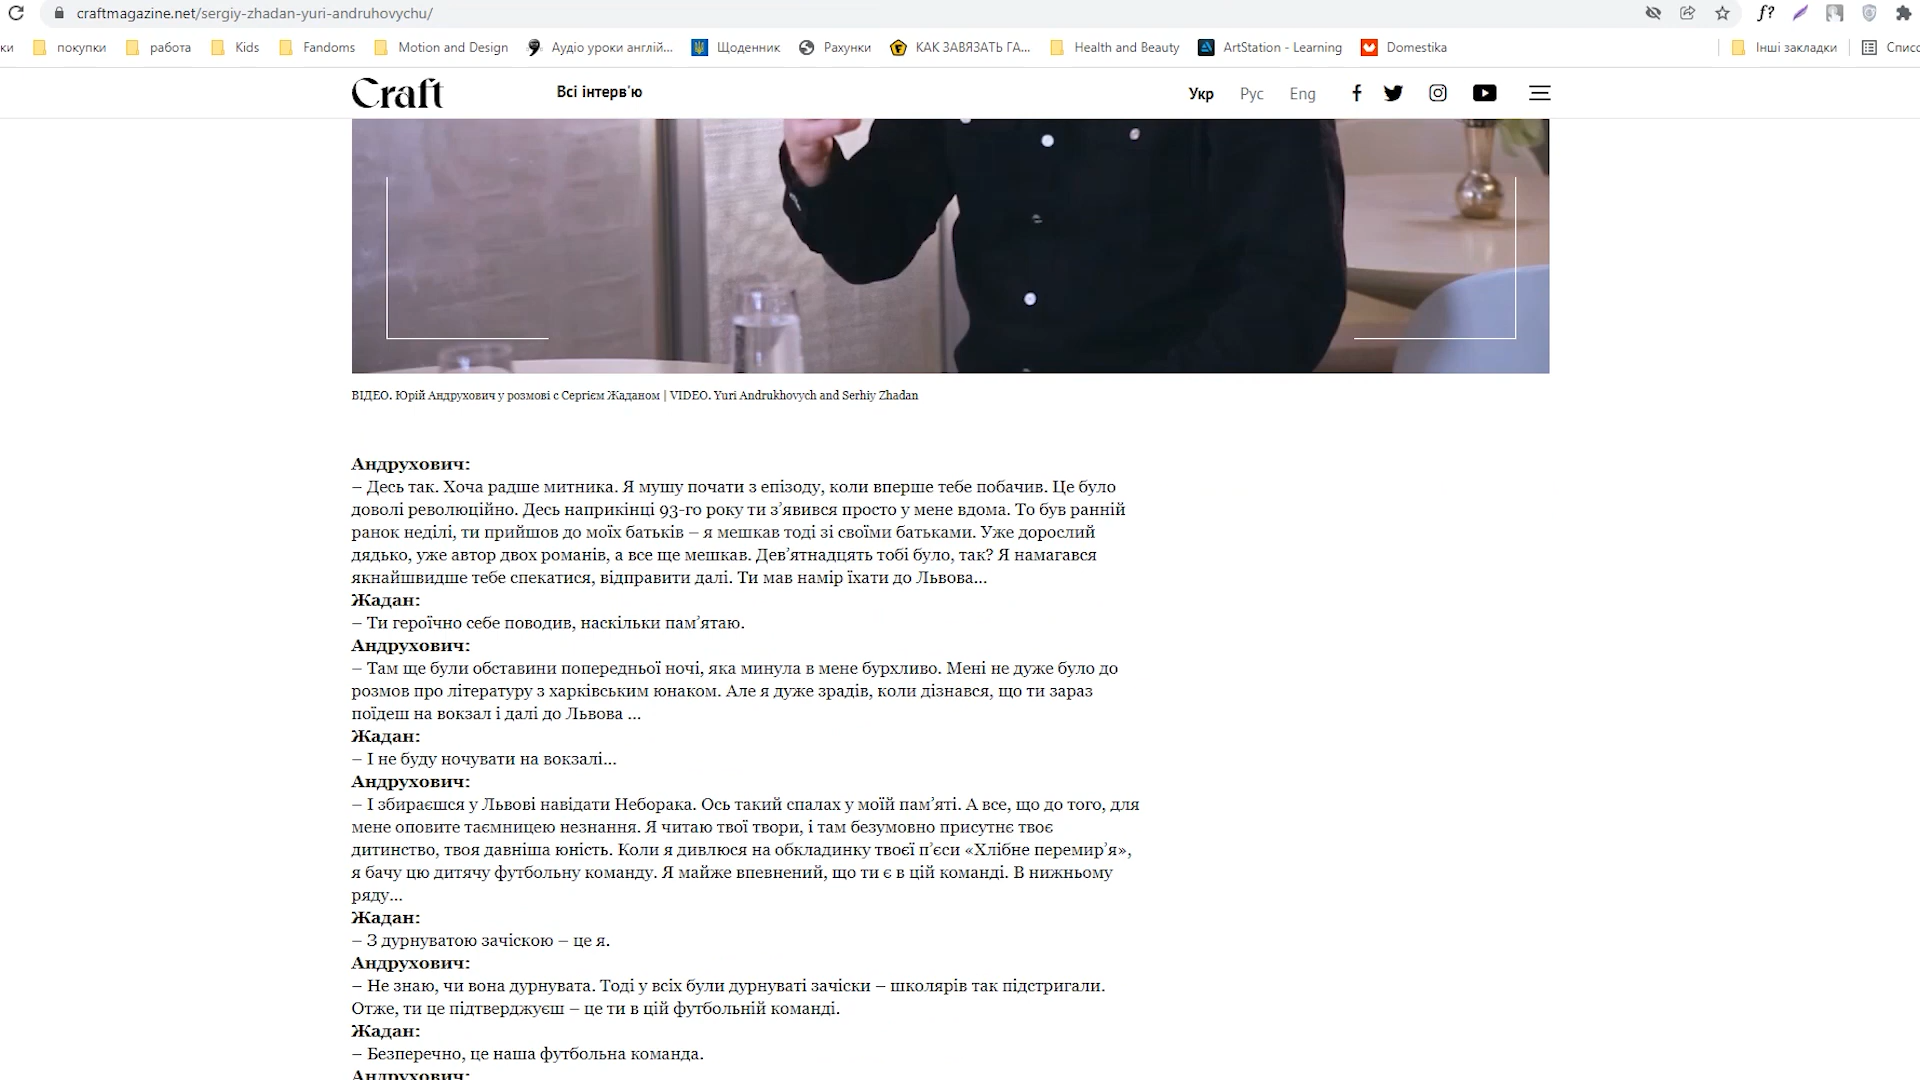 craftmagazine.net/sergiy-zhadan-yuri-andruhovychu/
f?
ки покупки работа Kids Fandoms Motion and Design Аудіо уроки англій... Щоденник Рахунки КАК ЗАВЯЗАТЬ ГА... Health and Beauty ArtStation - Learning Domestika Інші закладки Списо
Craft Всі інтерв'ю Укр Рус Eng
ВІДЕО. Юрій Андрухович у розмові с Сергієм Жаданом | VIDEO. Yuri Andrukhovych and Serhiy Zhadan
Андрухович:
– Десь так. Хоча радше митника. Я мушу почати з епізоду, коли вперше тебе побачив. Це було
доволі революційно. Десь наприкінці 93-го року ти з’явився просто у мене вдома. То був ранній
ранок неділі, ти прийшов до моїх батьків – я мешкав тоді зі своїми батьками. Уже дорослий
дядько, уже автор двох романів, а все ще мешкав. Дев’ятнадцять тобі було, так? Я намагався
якнайшвидше тебе спекатися, відправити далі. Ти мав намір їхати до Львова...
Жадан:
– Ти героїчно себе поводив, наскільки пам’ятаю.
Андрухович:
– Там ще були обставини попередньої ночі, яка минула в мене бурхливо. Мені не дуже було до
розмов про літературу з харківським юнаком. Але я дуже зрадів, коли дізнався, що ти зараз
поїдеш на вокзал і далі до Львова ...
Жадан:
– І не буду ночувати на вокзалі...
Андрухович:
– І збираєшся у Львові навідати Неборака. Ось такий спалах у моїй пам’яті. А все, що до того, для
мене оповите таємницею незнання. Я читаю твої твори, і там безумовно присутнє твоє
дитинство, твоя давніша юність. Коли я дивлюся на обкладинку твоєї п’єси «Хлібне перемир’я»,
я бачу цю дитячу футбольну команду. Я майже впевнений, що ти є в цій команді. В нижньому
ряду...
Жадан:
– З дурнуватою зачіскою – це я.
Андрухович:
– Не знаю, чи вона дурнувата. Тоді у всіх були дурнуваті зачіски – школярів так підстригали.
Отже, ти це підтверджуєш – це ти в цій футбольній команді.
Жадан:
– Безперечно, це наша футбольна команда.
Андрухович: